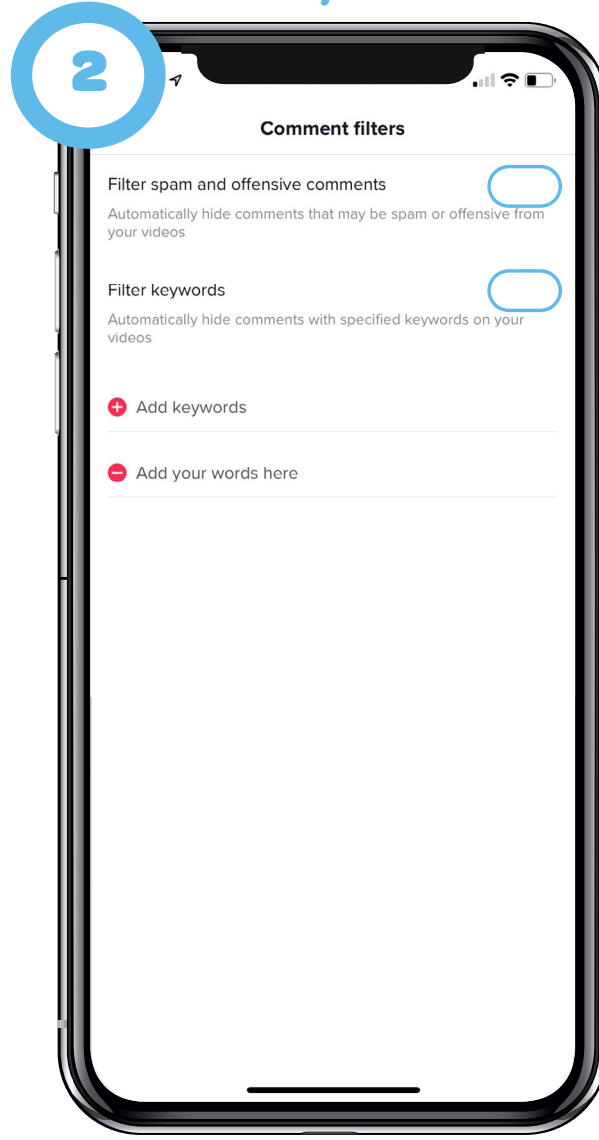 2
Comment filters
Filter spam and offensive comments
Automatically hide comments that may be spam or offensive from
your videos
Filter keywords
Automatically hide comments with specified keywords on your
videos
Add keywords
Add your words here